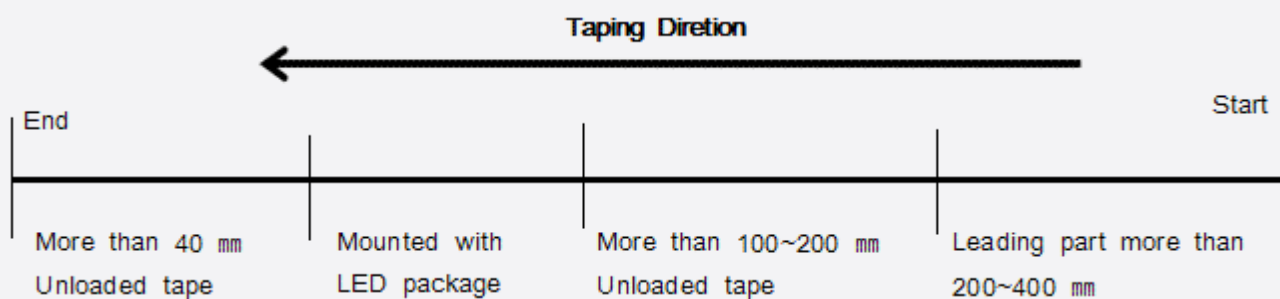 Taping Diretion
Start
End
More than 40 ㎜
Unloaded tape
Mounted with
LED package
More than 100~200 ㎜
Unloaded tape
Leading part more than
200~400 ㎜